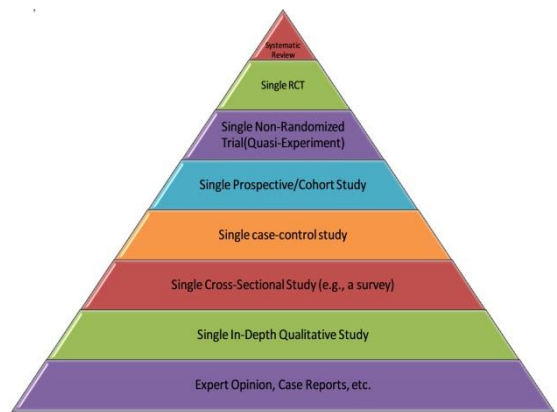 Systematic
Review
Single RCT
Single Non-Randomized
Trial(Quasi-Experiment)
Single Prospective/Cohort Study
Single case-control study
Single Cross-Sectional Study (e.g., a survey)
Single In-Depth Qualitative Study
Expert Opinion, Case Reports, etc.